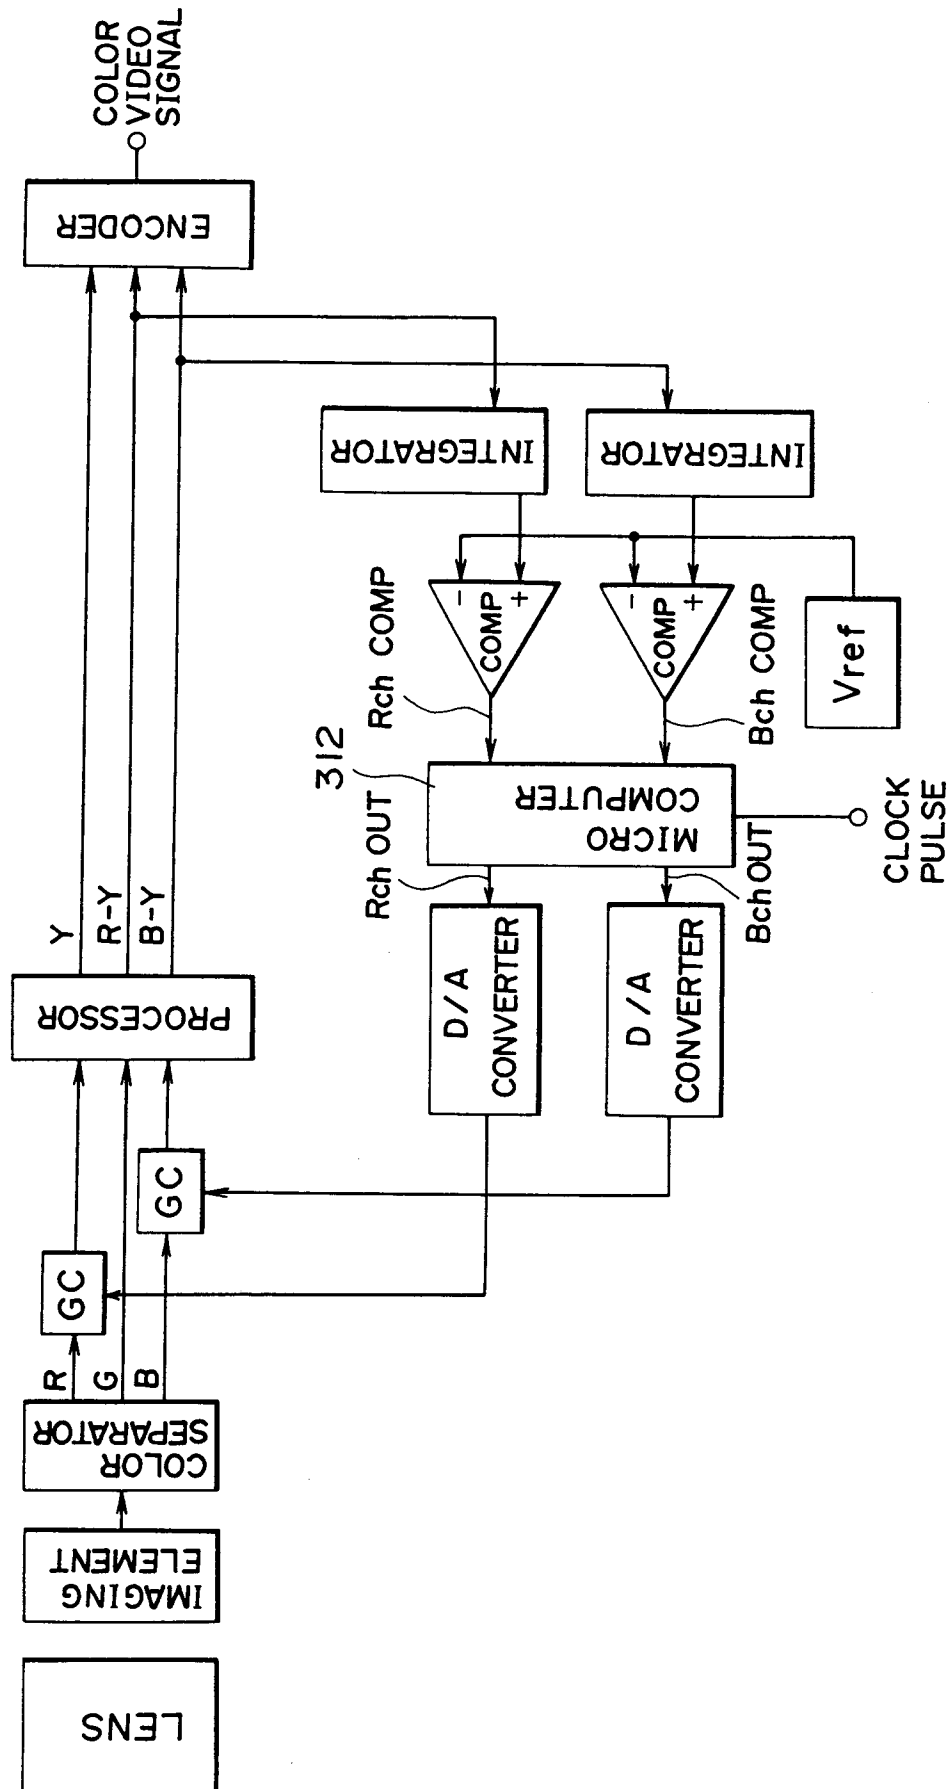 LENS
IMAGING
ELEMENT
COLOR
SEPARATOR
R
G
B
GC
GC
PROCESSOR
Y
R-Y
B-Y
ENCODER
COLOR
VIDEO
SIGNAL
D/A
CONVERTER
D/A
CONVERTER
Rch OUT
Bch OUT
312
MICRO
COMPUTER
CLOCK
PULSE
Rch COMP
Bch COMP
COMP
-
+
COMP
-
+
INTEGRATOR
INTEGRATOR
Vref